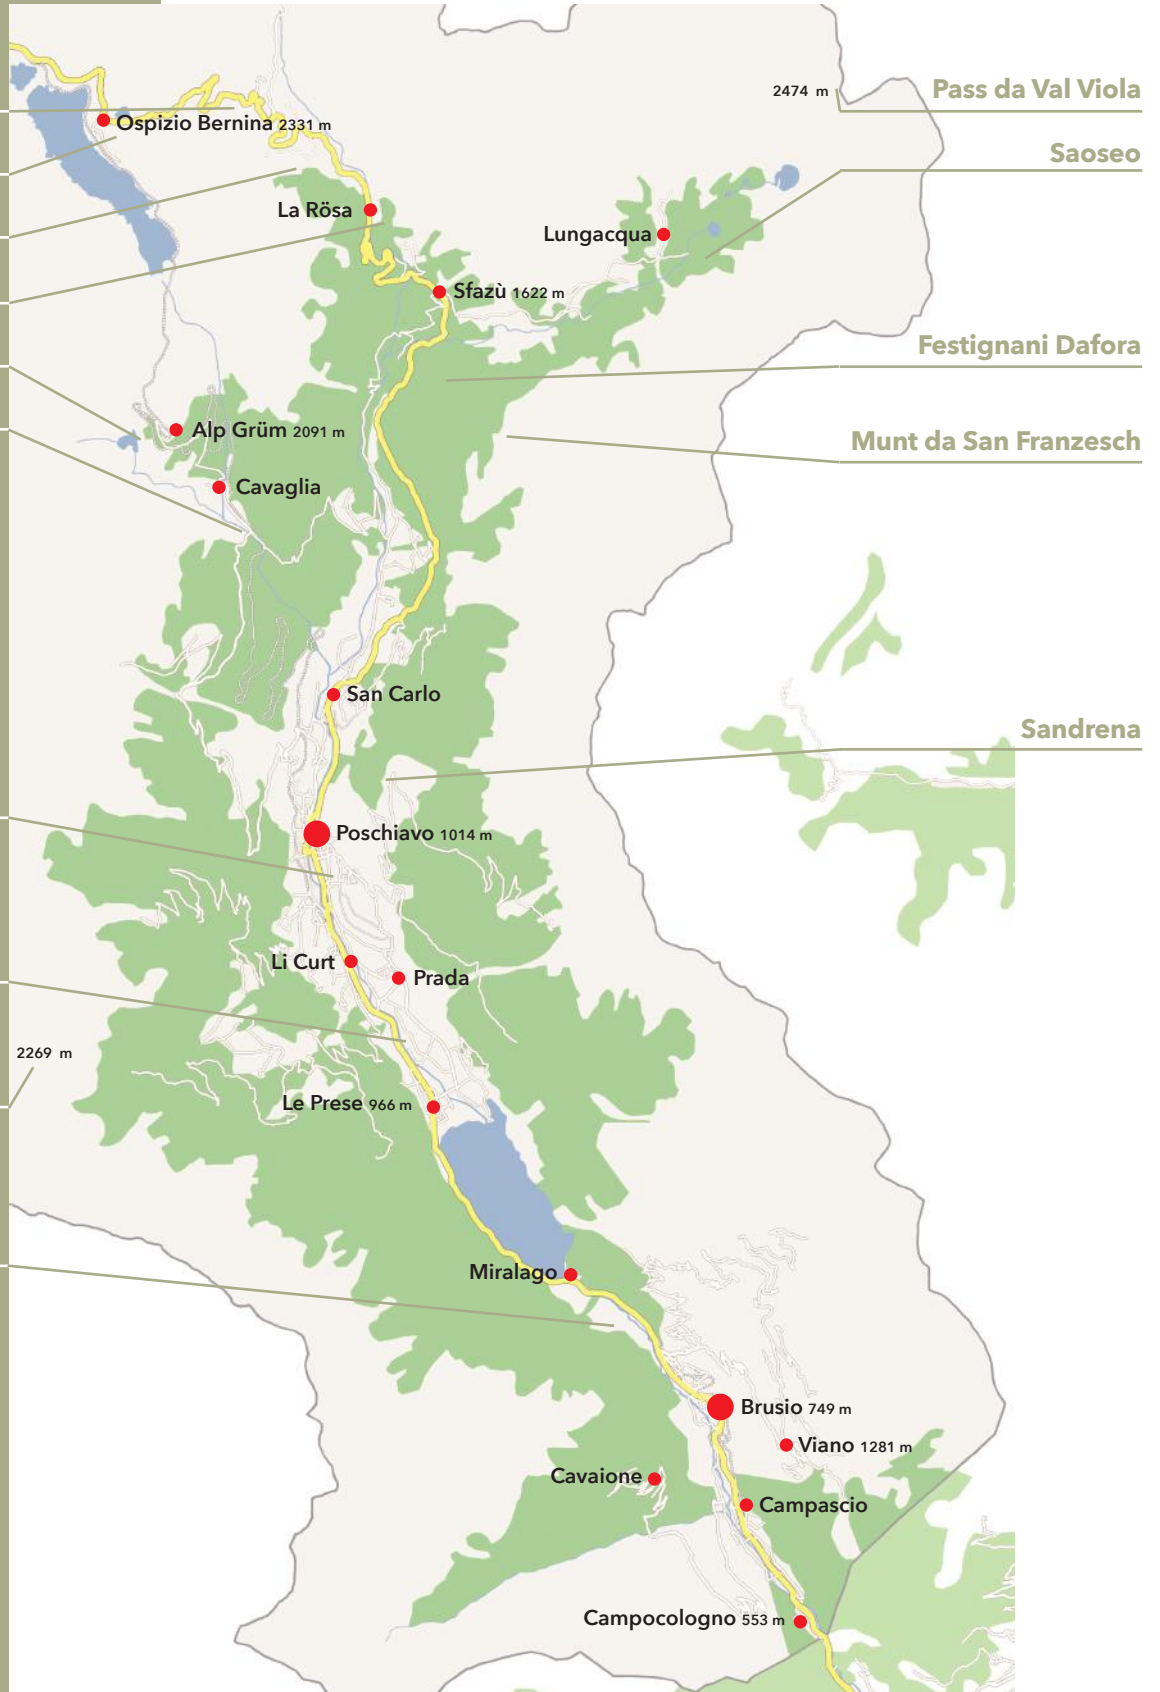 2474 m
Pass da Val Viola
Ospizio Bernina 2331 m
Saoseo
La Rösa
Lungacqua
Sfazù 1622 m
Festignani Dafora
Alp Grüm 2091 m
Munt da San Franzesch
Cavaglia
San Carlo
Sandrena
Poschiavo 1014 m
Li Curt
Prada
2269 m
Le Prese 966 m
Miralago
Brusio 749 m
Viano 1281 m
Cavaione
Campascio
Campocologno 553 m